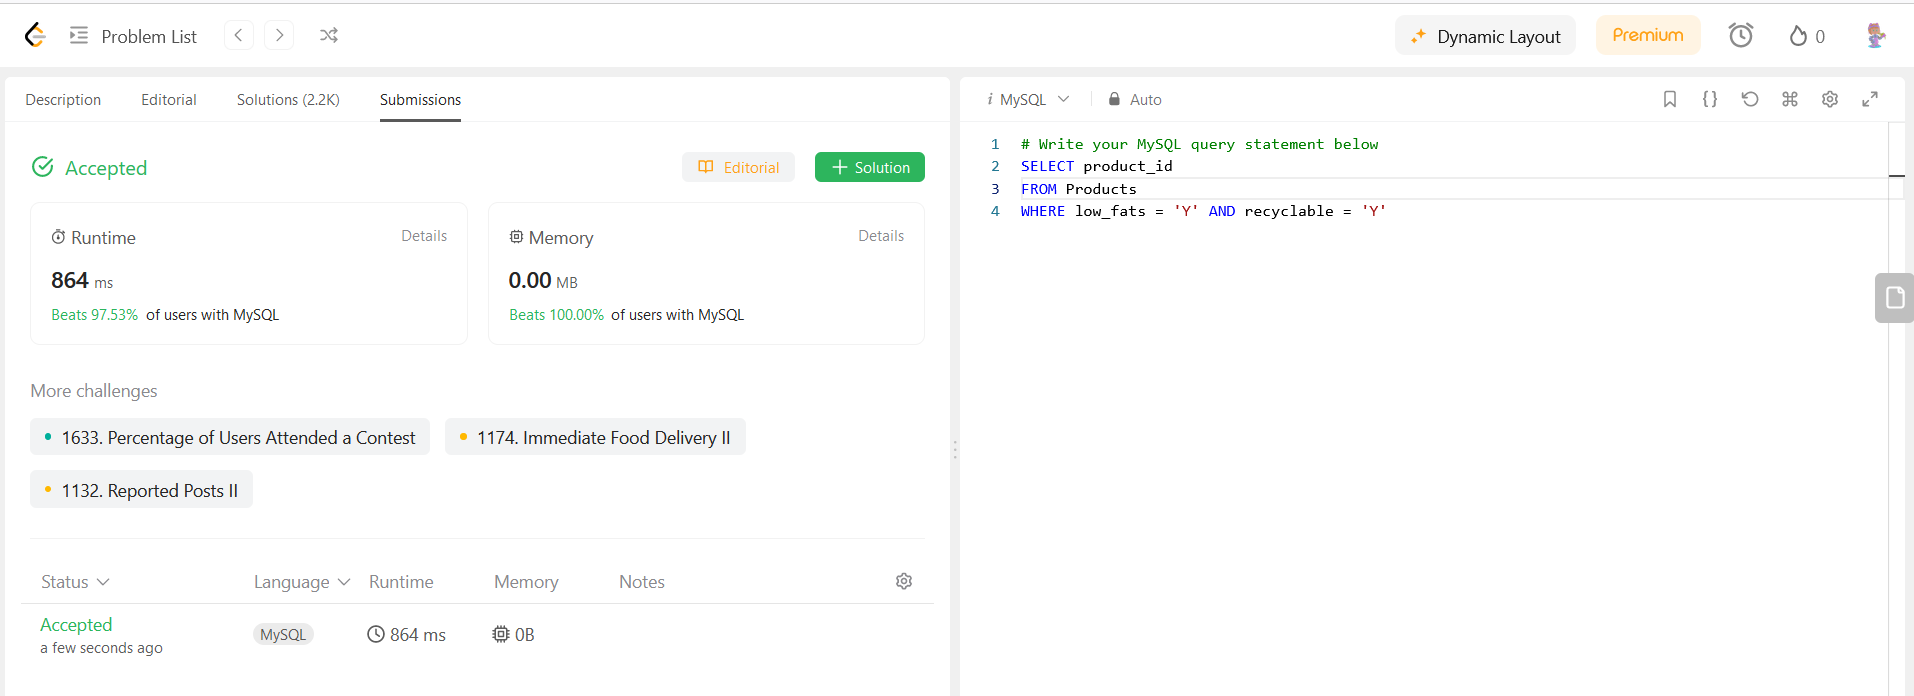 Problem List
Dynamic Layout
Premium
0
Description Editorial Solutions (2.2K) Submissions
Accepted
Editorial
Solution
Runtime Details
864 ms
Beats 97.53% of users with MySQL
Memory Details
0.00 MB
Beats 100.00% of users with MySQL
More challenges
1633. Percentage of Users Attended a Contest
1174. Immediate Food Delivery II
1132. Reported Posts II
Status Language Runtime Memory Notes
Accepted MySQL 864 ms 0B
a few seconds ago
i MySQL Auto
1 # Write your MySQL query statement below
2 SELECT product_id
3 FROM Products
4 WHERE low_fats = 'Y' AND recyclable = 'Y'